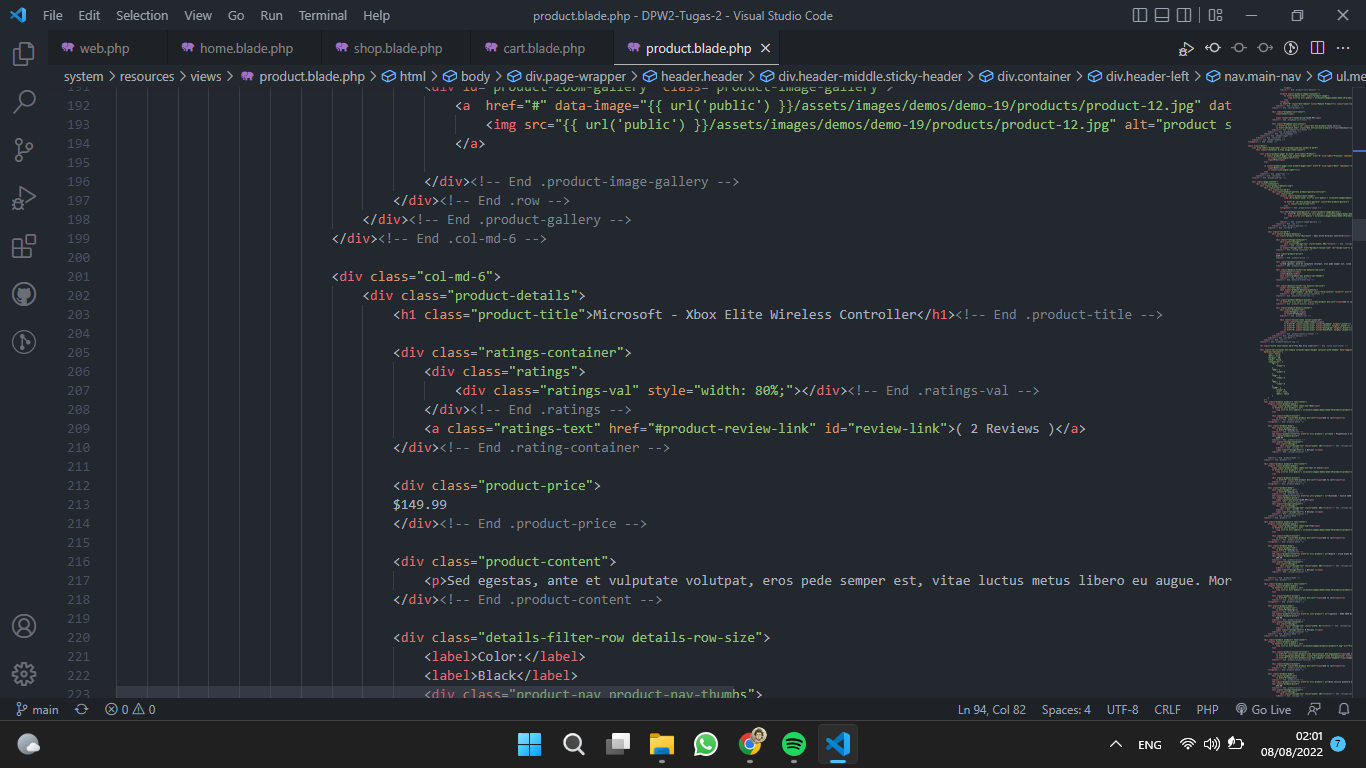 File Edit Selection View Go Run Terminal Help product.blade.php - DPW2-Tugas-2 - Visual Studio Code
web.php home.blade.php shop.blade.php cart.blade.php product.blade.php
system > resources > views > product.blade.php > html > body > div.page-wrapper > header.header > div.header-middle.sticky-header > div.container > div.header-left > nav.main-nav > ul.me
191 <div id="product-zoom-gallery" class="product-image-gallery">
192 <a href="#" data-image="{{ url('public') }}/assets/images/demos/demo-19/products/product-12.jpg" dat
193 <img src="{{ url('public') }}/assets/images/demos/demo-19/products/product-12.jpg" alt="product s
194 </a>
195
196 </div><!-- End .product-image-gallery -->
197 </div><!-- End .row -->
198 </div><!-- End .product-gallery -->
199 </div><!-- End .col-md-6 -->
200
201 <div class="col-md-6">
202 <div class="product-details">
203 <h1 class="product-title">Microsoft - Xbox Elite Wireless Controller</h1><!-- End .product-title -->
204
205 <div class="ratings-container">
206 <div class="ratings">
207 <div class="ratings-val" style="width: 80%;"></div><!-- End .ratings-val -->
208 </div><!-- End .ratings -->
209 <a class="ratings-text" href="#product-review-link" id="review-link">( 2 Reviews )</a>
210 </div><!-- End .rating-container -->
211
212 <div class="product-price">
213 $149.99
214 </div><!-- End .product-price -->
215
216 <div class="product-content">
217 <p>Sed egestas, ante et vulputate volutpat, eros pede semper est, vitae luctus metus libero eu augue. Mor
218 </div><!-- End .product-content -->
219
220 <div class="details-filter-row details-row-size">
221 <label>Color:</label>
222 <label>Black</label>
223 <div class="product-nav product-nav-thumbs">
main 0 0 Ln 94, Col 82 Spaces: 4 UTF-8 CRLF PHP Go Live
ENG 02:01
08/08/2022 7